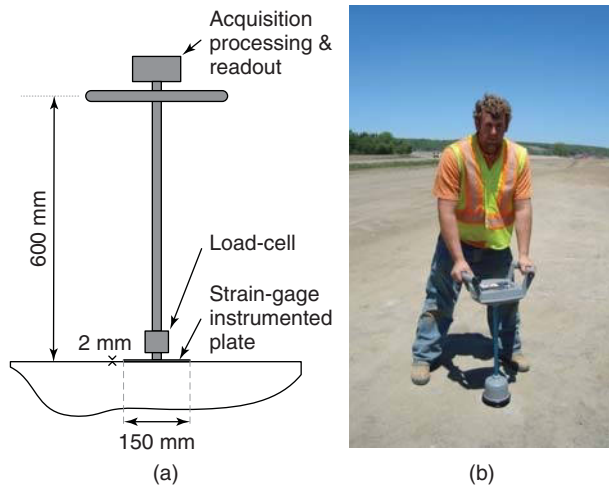 Acquisition
processing &
readout
600 mm
Load-cell
Strain-gage
instrumented
plate
2 mm
150 mm
(a)
(b)